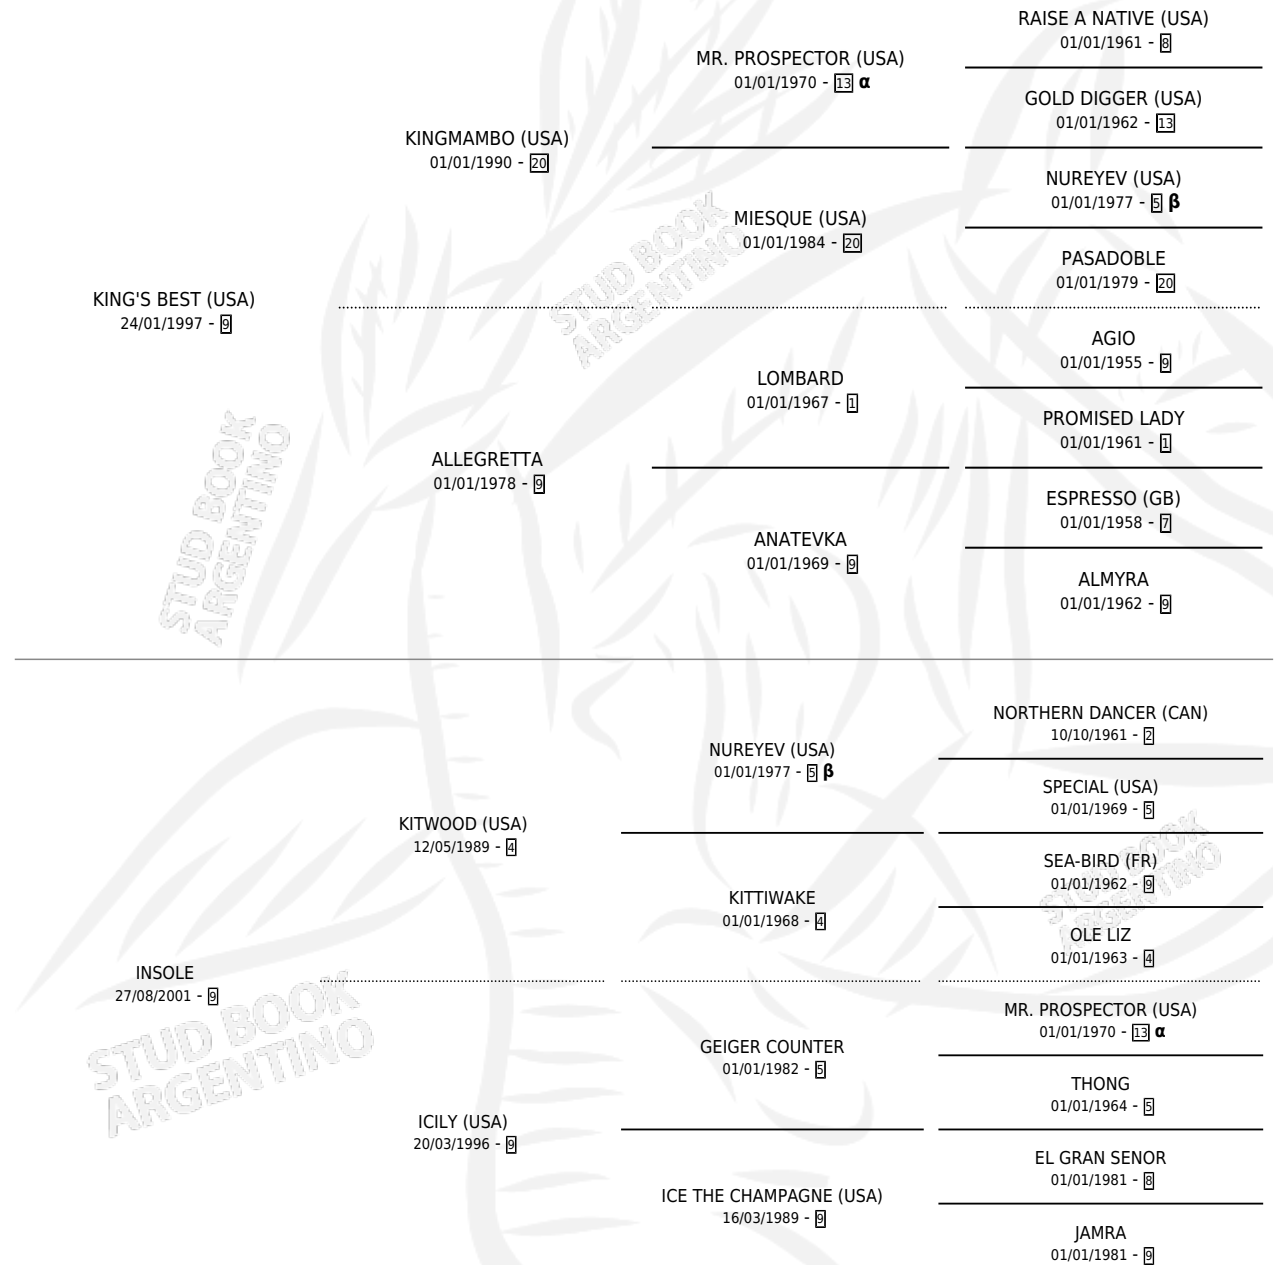 RAISE A NATIVE (USA)
01/01/1961 - 8
MR. PROSPECTOR (USA)
01/01/1970 - 13 α
GOLD DIGGER (USA)
01/01/1962 - 13
KINGMAMBO (USA)
01/01/1990 - 20
NUREYEV (USA)
01/01/1977 - 5 β
MIESQUE (USA)
01/01/1984 - 20
PASADOBLE
01/01/1979 - 20
KING'S BEST (USA)
24/01/1997 - 9
AGIO
01/01/1955 - 9
LOMBARD
01/01/1967 - 1
PROMISED LADY
01/01/1961 - 1
ALLEGRETTA
01/01/1978 - 9
ESPRESSO (GB)
01/01/1958 - 7
ANATEVKA
01/01/1969 - 9
ALMYRA
01/01/1962 - 9
NORTHERN DANCER (CAN)
10/10/1961 - 2
NUREYEV (USA)
01/01/1977 - 5 β
SPECIAL (USA)
01/01/1969 - 5
KITWOOD (USA)
12/05/1989 - 4
SEA-BIRD (FR)
01/01/1962 - 9
KITTIWAKE
01/01/1968 - 4
OLE LIZ
01/01/1963 - 4
INSOLE
27/08/2001 - 9
MR. PROSPECTOR (USA)
01/01/1970 - 13 α
GEIGER COUNTER
01/01/1982 - 5
THONG
01/01/1964 - 5
ICILY (USA)
20/03/1996 - 9
EL GRAN SENOR
01/01/1981 - 8
ICE THE CHAMPAGNE (USA)
16/03/1989 - 9
JAMRA
01/01/1981 - 9
STUD BOOK
ARGENTINO
STUD BOOK
ARGENTINO
STUD BOOK
ARGENTINO
STUD BOOK
ARGENTINO